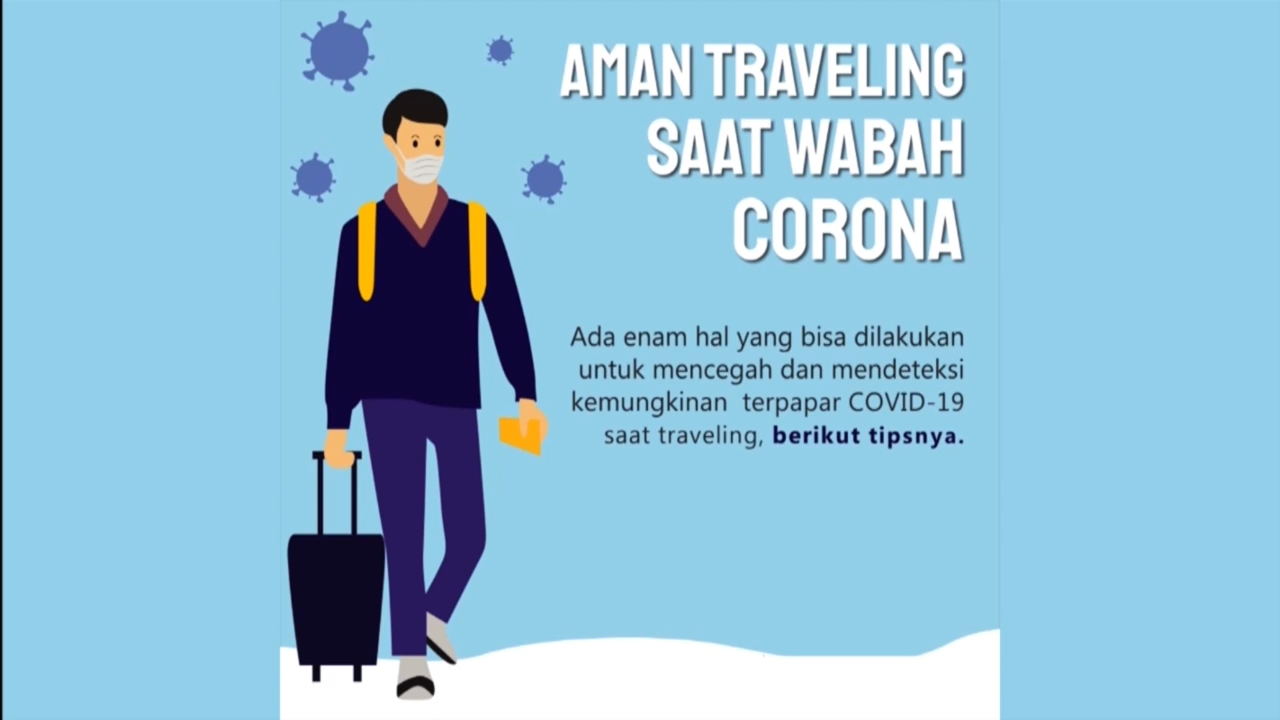 AMAN TRAVELING
SAAT WABAH
CORONA
Ada enam hal yang bisa dilakukan
untuk mencegah dan mendeteksi
kemungkinan terpapar COVID-19
saat traveling, berikut tipsnya.